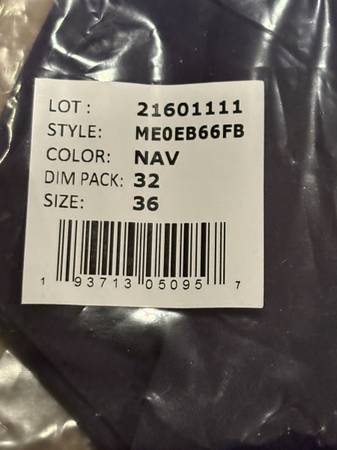 LOT : 21601111
STYLE: ME0EB66FB
COLOR: NAV
DIM PACK: 32
SIZE: 36
1 93713 05095 7